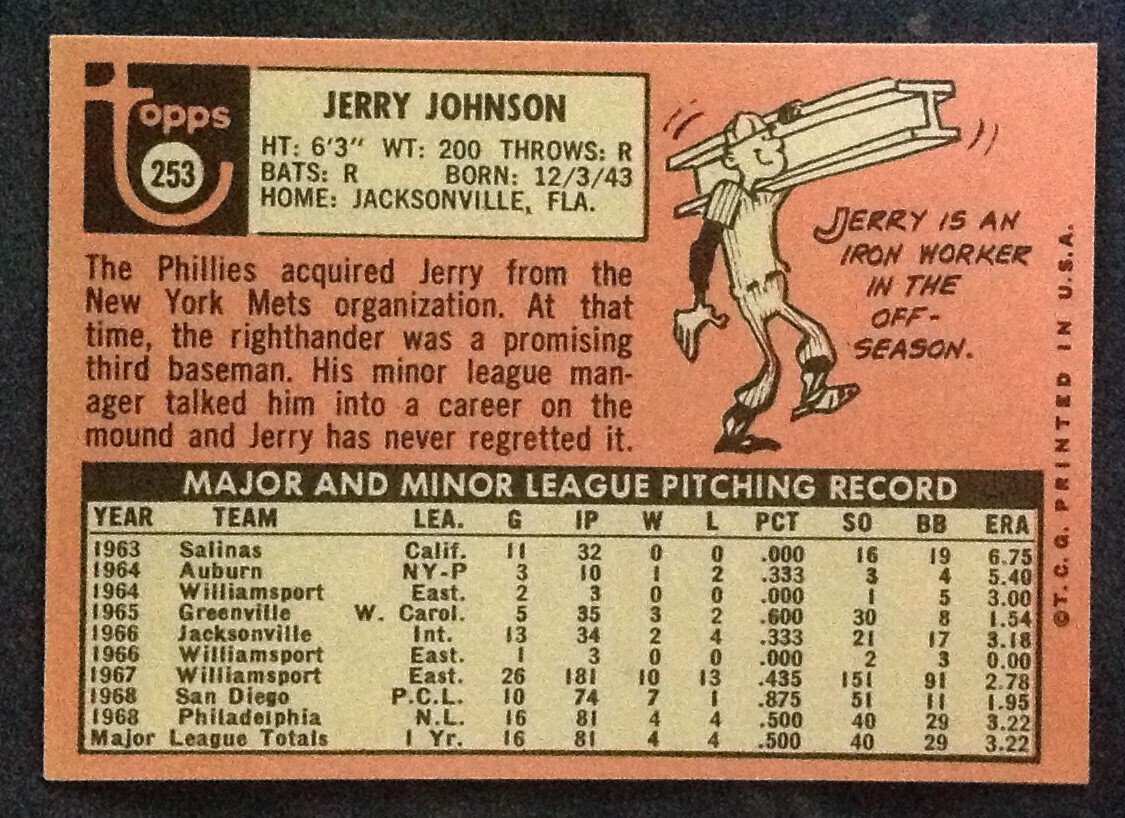 topps
253
JERRY JOHNSON
HT: 6'3" WT: 200 THROWS: R
BATS: R BORN: 12/3/43
HOME: JACKSONVILLE, FLA.
The Phillies acquired Jerry from the
New York Mets organization. At that
time, the righthander was a promising
third baseman. His minor league man-
ager talked him into a career on the
mound and Jerry has never regretted it.
JERRY IS AN
IRON WORKER
IN THE
OFF-
SEASON.
MAJOR AND MINOR LEAGUE PITCHING RECORD
YEAR TEAM LEA. G IP W L PCT SO BB ERA
1963 Salinas Calif. 11 32 0 0 .000 16 19 6.75
1964 Auburn NY-P 3 10 1 2 .333 3 4 5.40
1964 Williamsport East. 2 3 0 0 .000 1 5 3.00
1965 Greenville W. Carol. 5 35 3 2 .600 30 8 1.54
1966 Jacksonville Int. 13 34 2 4 .333 21 17 3.18
1966 Williamsport East. 1 3 0 0 .000 2 3 0.00
1967 Williamsport East. 26 181 10 13 .435 151 91 2.78
1968 San Diego P.C.L. 10 74 7 1 .875 51 11 1.95
1968 Philadelphia N.L. 16 81 4 4 .500 40 29 3.22
Major League Totals 1 Yr. 16 81 4 4 .500 40 29 3.22
©T.C.G. PRINTED IN U.S.A.